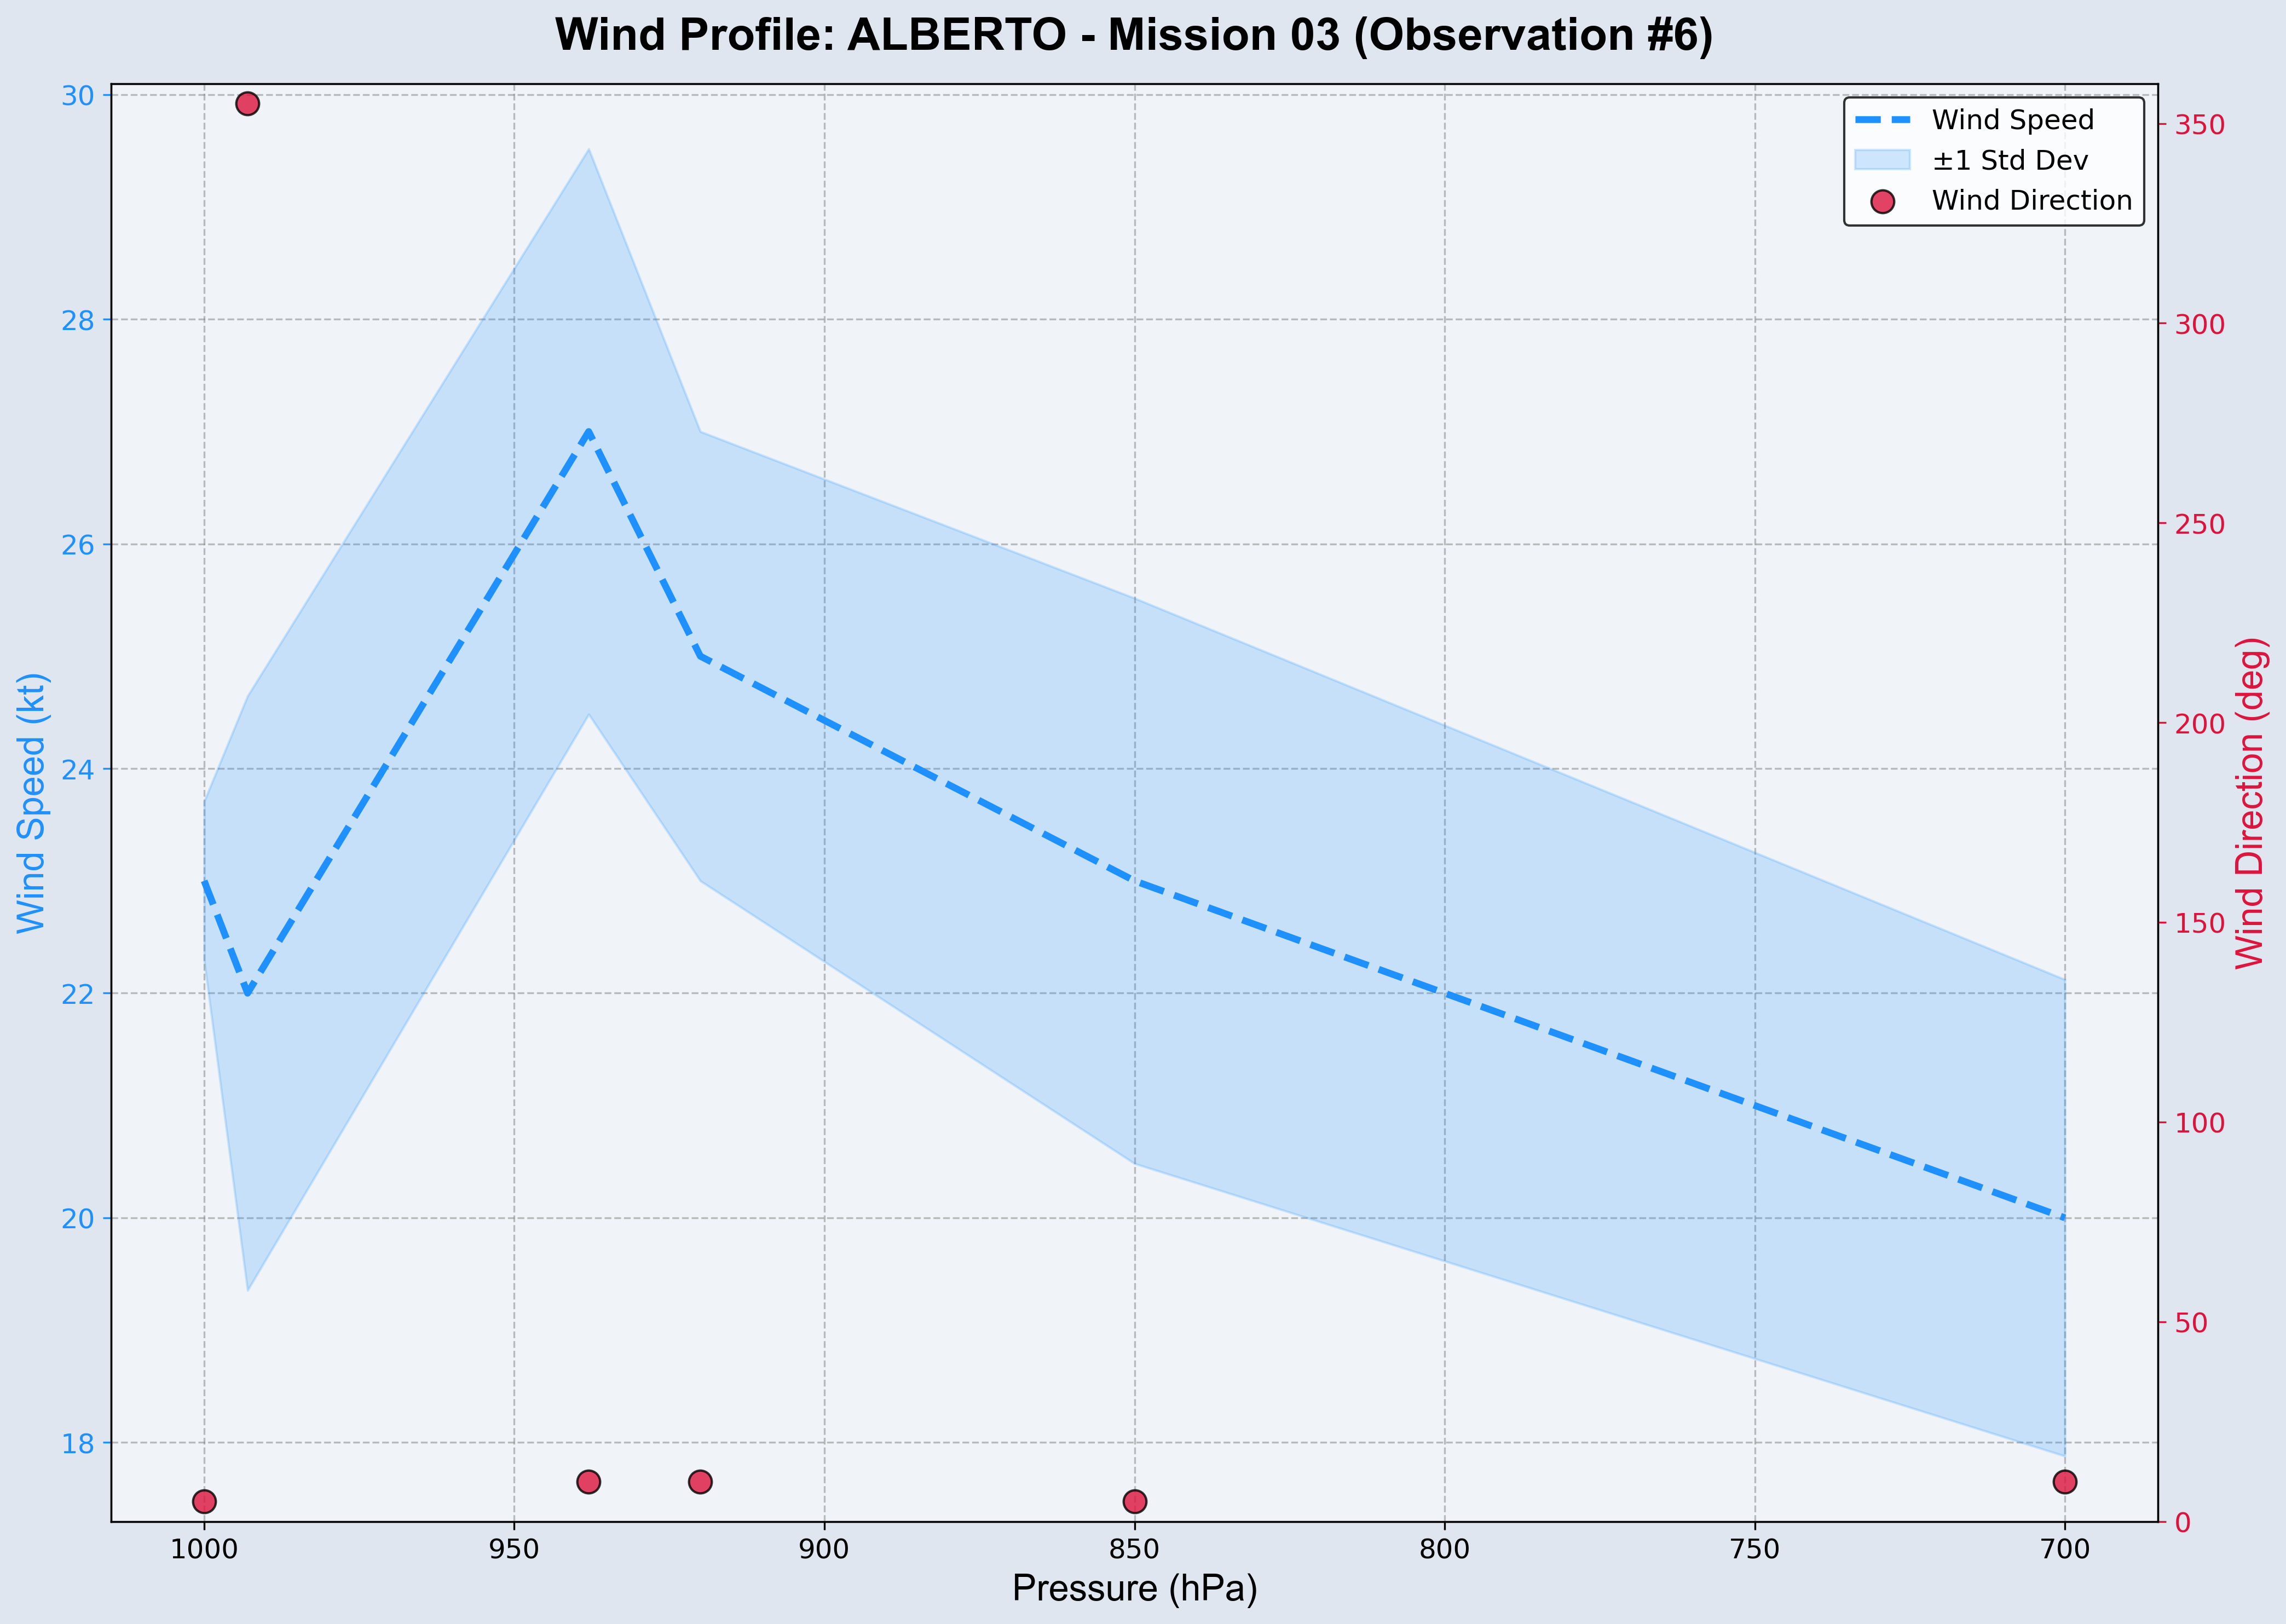 Wind Profile: ALBERTO - Mission 03 (Observation #6)
Wind Speed
±1 Std Dev
Wind Direction
30
28
26
24
22
20
18
Wind Speed (kt)
350
300
250
200
150
100
50
0
Wind Direction (deg)
1000 950 900 850 800 750 700
Pressure (hPa)